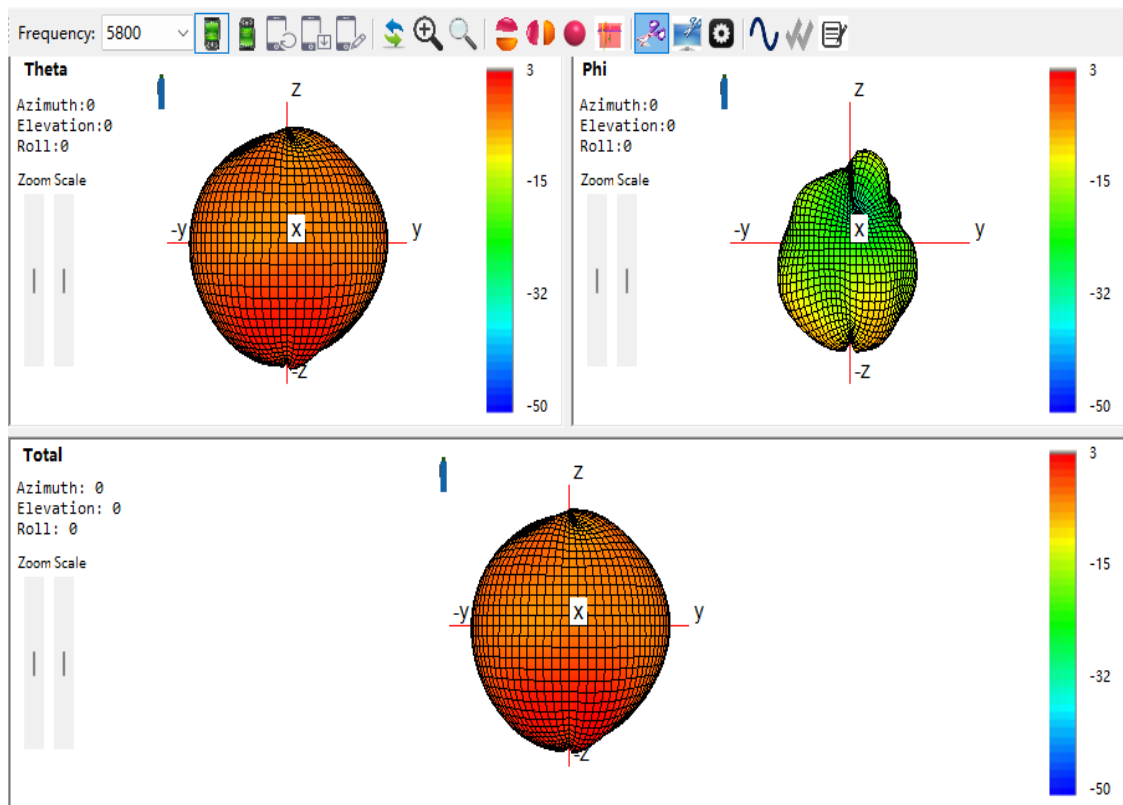 Frequency: 5800
Theta
Azimuth:0
Elevation:0
Roll:0
Zoom Scale
z
-y
x
y
-z
3
-15
-32
-50
Phi
Azimuth:0
Elevation:0
Roll:0
Zoom Scale
z
-y
x
y
-z
3
-15
-32
-50
Total
Azimuth: 0
Elevation: 0
Roll: 0
Zoom Scale
z
-y
x
y
-z
3
-15
-32
-50